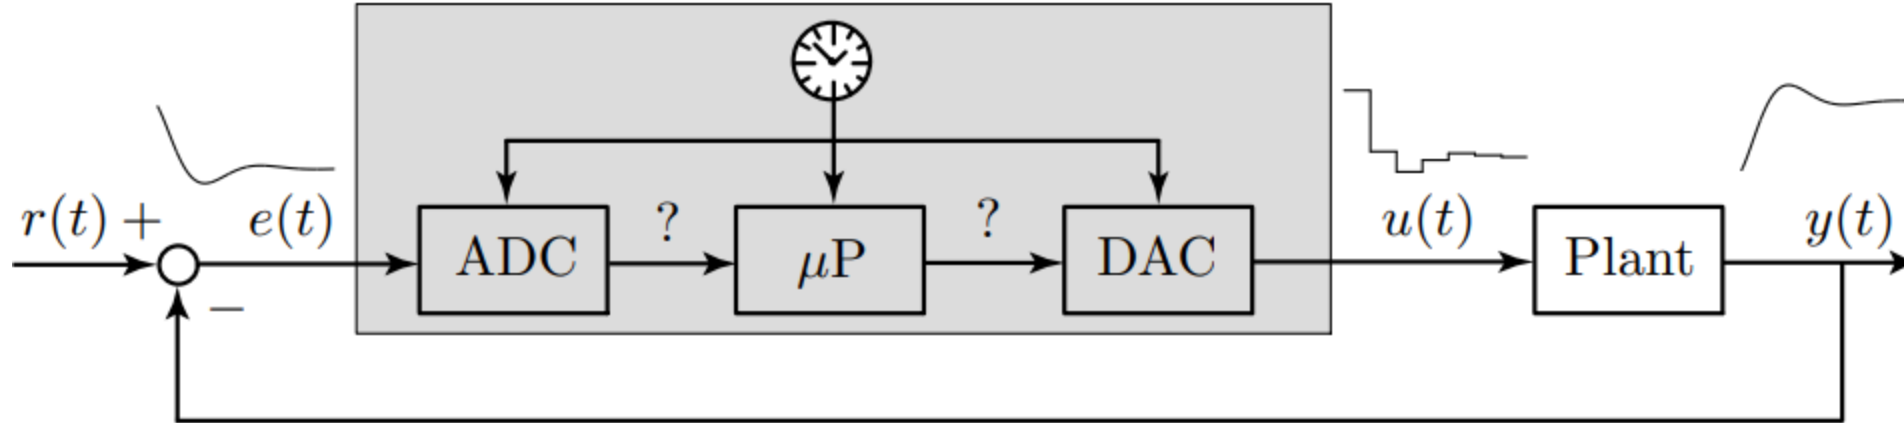 r(t) + e(t) ? ? u(t) y(t)
ADC μP DAC Plant
−